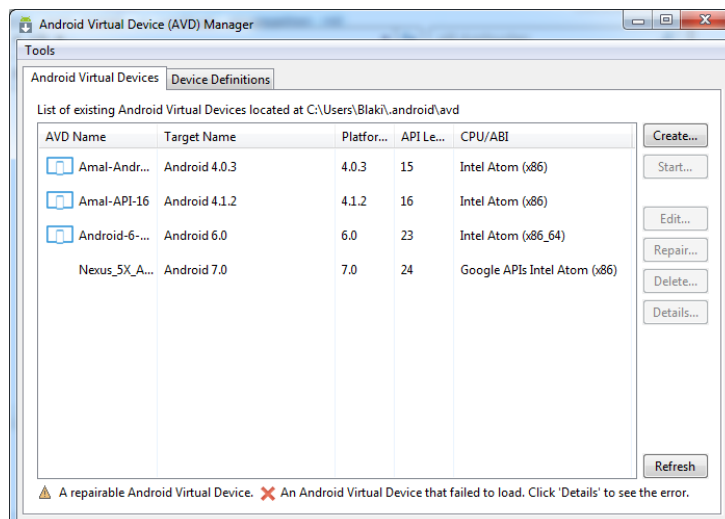 Android Virtual Device (AVD) Manager
Tools
Android Virtual Devices Device Definitions
List of existing Android Virtual Devices located at C:\Users\Blaki\.android\avd
AVD Name Target Name Platfor... API Le... CPU/ABI Create...
Amal-Andr... Android 4.0.3 4.0.3 15 Intel Atom (x86) Start...
Amal-API-16 Android 4.1.2 4.1.2 16 Intel Atom (x86)
Edit...
Android-6-... Android 6.0 6.0 23 Intel Atom (x86_64)
Repair...
Nexus_5X_A... Android 7.0 7.0 24 Google APIs Intel Atom (x86)
Delete...
Details...
Refresh
A repairable Android Virtual Device. An Android Virtual Device that failed to load. Click 'Details' to see the error.